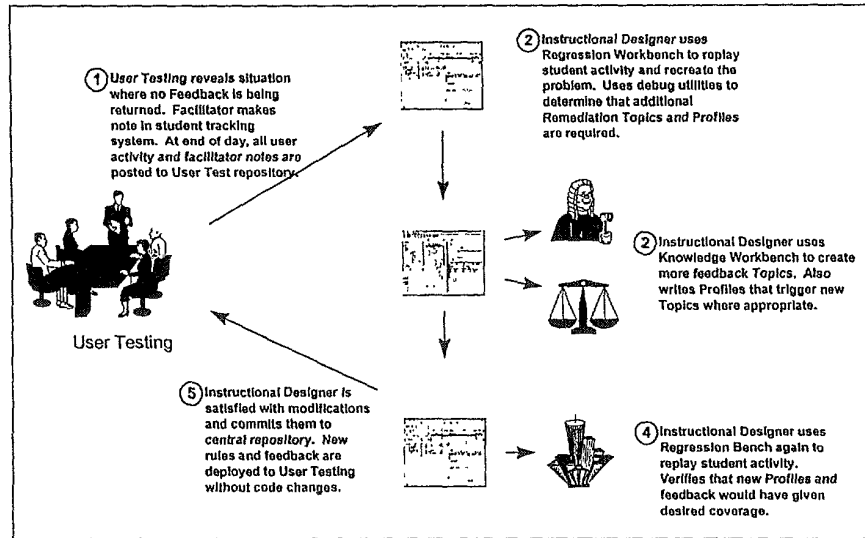 ① User Testing reveals situation
where no Feedback is being
returned. Facilitator makes
note in student tracking
system. At end of day, all user
activity and facilitator notes are
posted to User Test repository.
② Instructional Designer uses
Regression Workbench to replay
student activity and recreate the
problem. Uses debug utilities to
determine that additional
Remediation Topics and Profiles
are required.
② Instructional Designer uses
Knowledge Workbench to create
more feedback Topics. Also
writes Profiles that trigger new
Topics where appropriate.
User Testing
④ Instructional Designer uses
Regression Bench again to
replay student activity.
Verifies that new Profiles and
feedback would have given
desired coverage.
⑤ Instructional Designer is
satisfied with modifications
and commits them to
central repository. New
rules and feedback are
deployed to User Testing
without code changes.